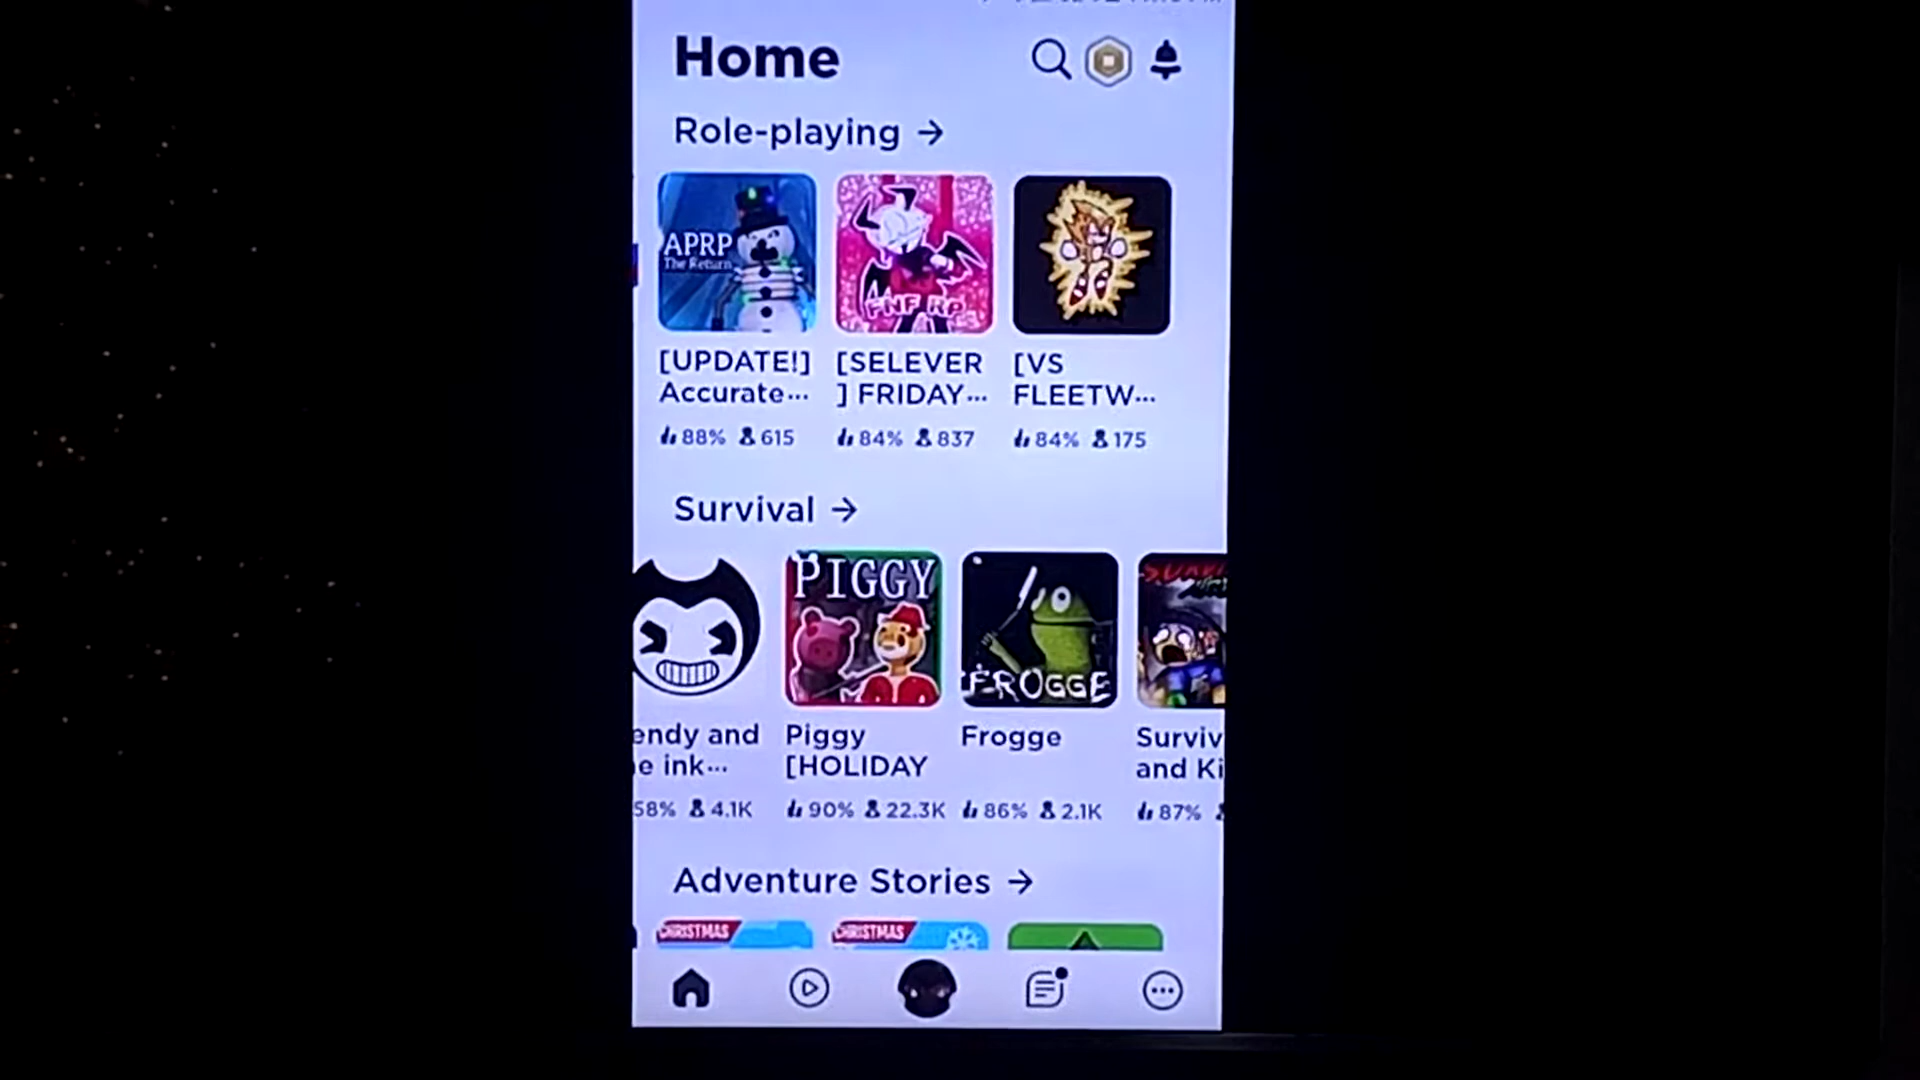 Home
Role-playing →
APRP
The Return
FNF RP
[UPDATE!]
Accurate...
[SELEVER
] FRIDAY...
[VS
FLEETW...
88% 615
84% 837
84% 175
Survival →
PIGGY
FROGGE
endy and
e ink...
Piggy
[HOLIDAY
Frogge
Surviv
and Ki
58% 4.1K
90% 22.3K
86% 2.1K
87%
Adventure Stories →
CHRISTMAS
CHRISTMAS